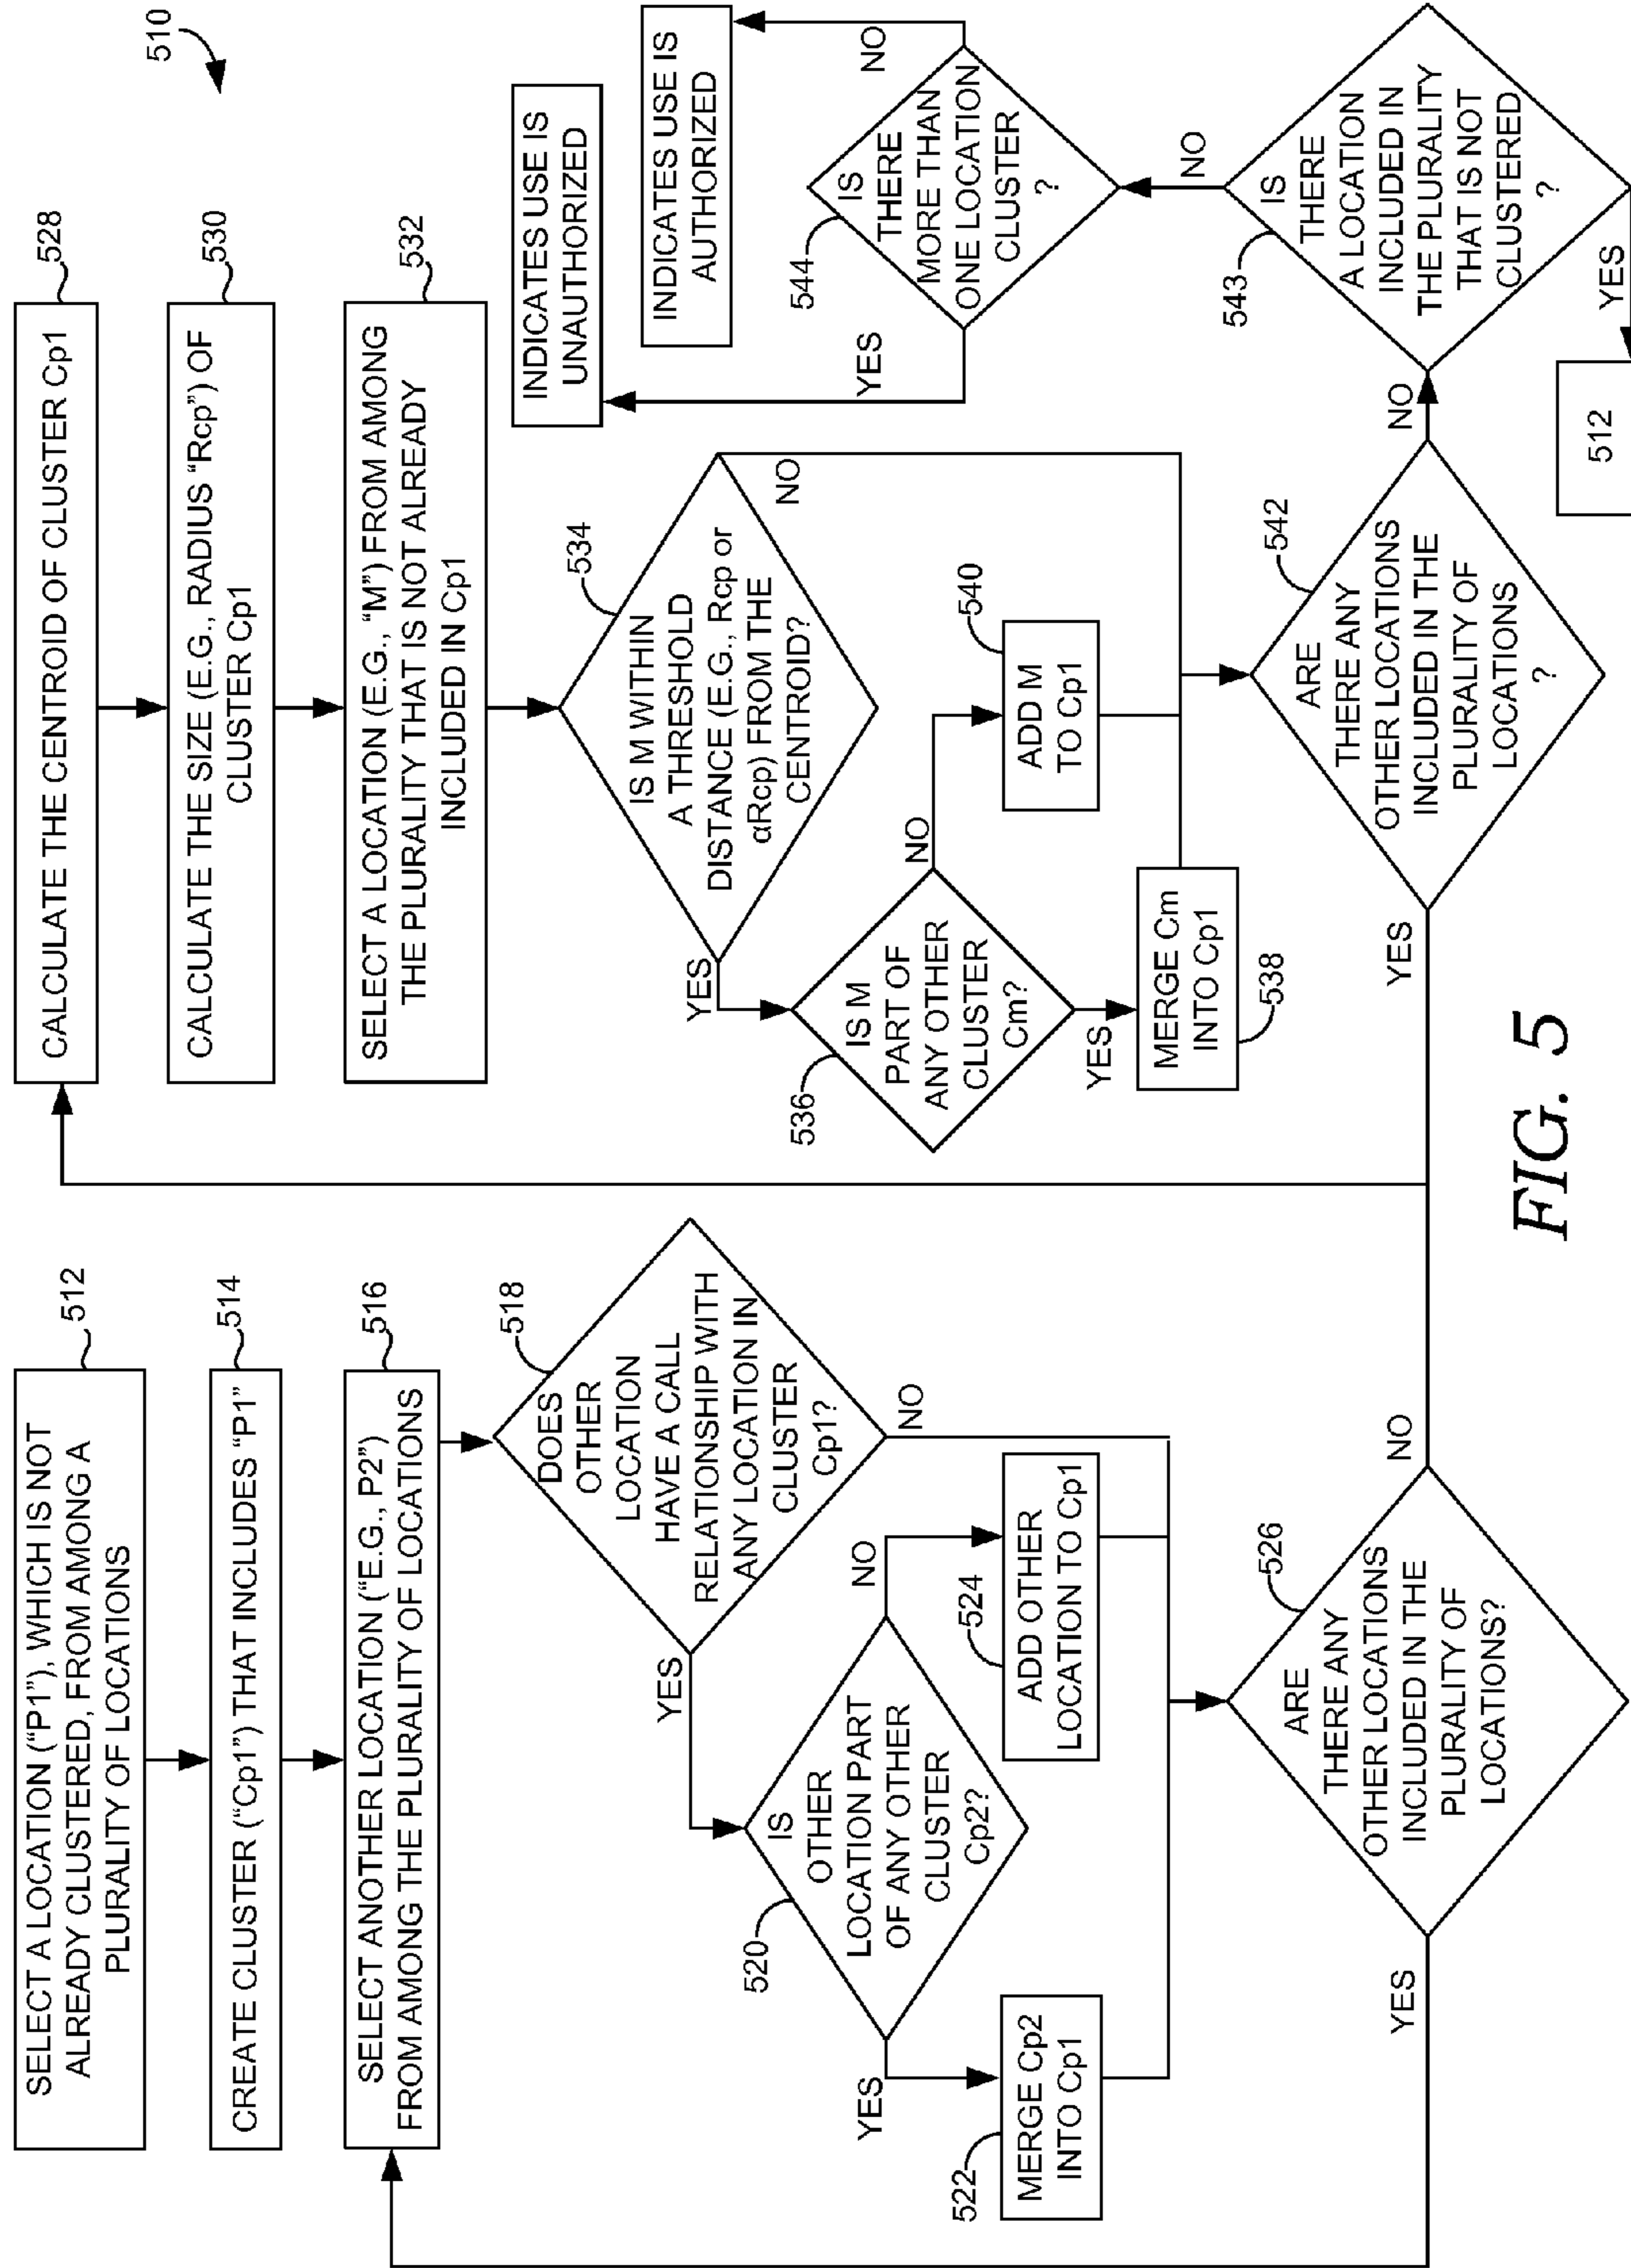 510
SELECT A LOCATION (“P1”), WHICH IS NOT
ALREADY CLUSTERED, FROM AMONG A
PLURALITY OF LOCATIONS
512
CREATE CLUSTER (“Cp1”) THAT INCLUDES “P1”
514
SELECT ANOTHER LOCATION (“E.G., P2”)
FROM AMONG THE PLURALITY OF LOCATIONS
516
DOES
OTHER
LOCATION
HAVE A CALL
RELATIONSHIP WITH
ANY LOCATION IN
CLUSTER
Cp1?
518
YES
NO
IS
OTHER
LOCATION PART
OF ANY OTHER
CLUSTER
Cp2?
520
YES
NO
MERGE Cp2
INTO Cp1
522
ADD OTHER
LOCATION TO Cp1
524
ARE
THERE ANY
OTHER LOCATIONS
INCLUDED IN THE
PLURALITY OF
LOCATIONS?
526
YES
NO
CALCULATE THE CENTROID OF CLUSTER Cp1
528
CALCULATE THE SIZE (E.G., RADIUS “Rcp”) OF
CLUSTER Cp1
530
SELECT A LOCATION (E.G., “M”) FROM AMONG
THE PLURALITY THAT IS NOT ALREADY
INCLUDED IN Cp1
532
IS M WITHIN
A THRESHOLD
DISTANCE (E.G., Rcp or
αRcp) FROM THE
CENTROID?
534
YES
NO
IS M
PART OF
ANY OTHER
CLUSTER
Cm?
536
YES
NO
MERGE Cm
INTO Cp1
538
ADD M
TO Cp1
540
ARE
THERE ANY
OTHER LOCATIONS
INCLUDED IN THE
PLURALITY OF
LOCATIONS
?
542
YES
NO
IS
THERE
A LOCATION
INCLUDED IN
THE PLURALITY
THAT IS NOT
CLUSTERED
?
543
YES
NO
512
IS
THERE
MORE THAN
ONE LOCATION
CLUSTER
?
544
YES
NO
INDICATES USE IS
UNAUTHORIZED
INDICATES USE IS
AUTHORIZED
FIG. 5